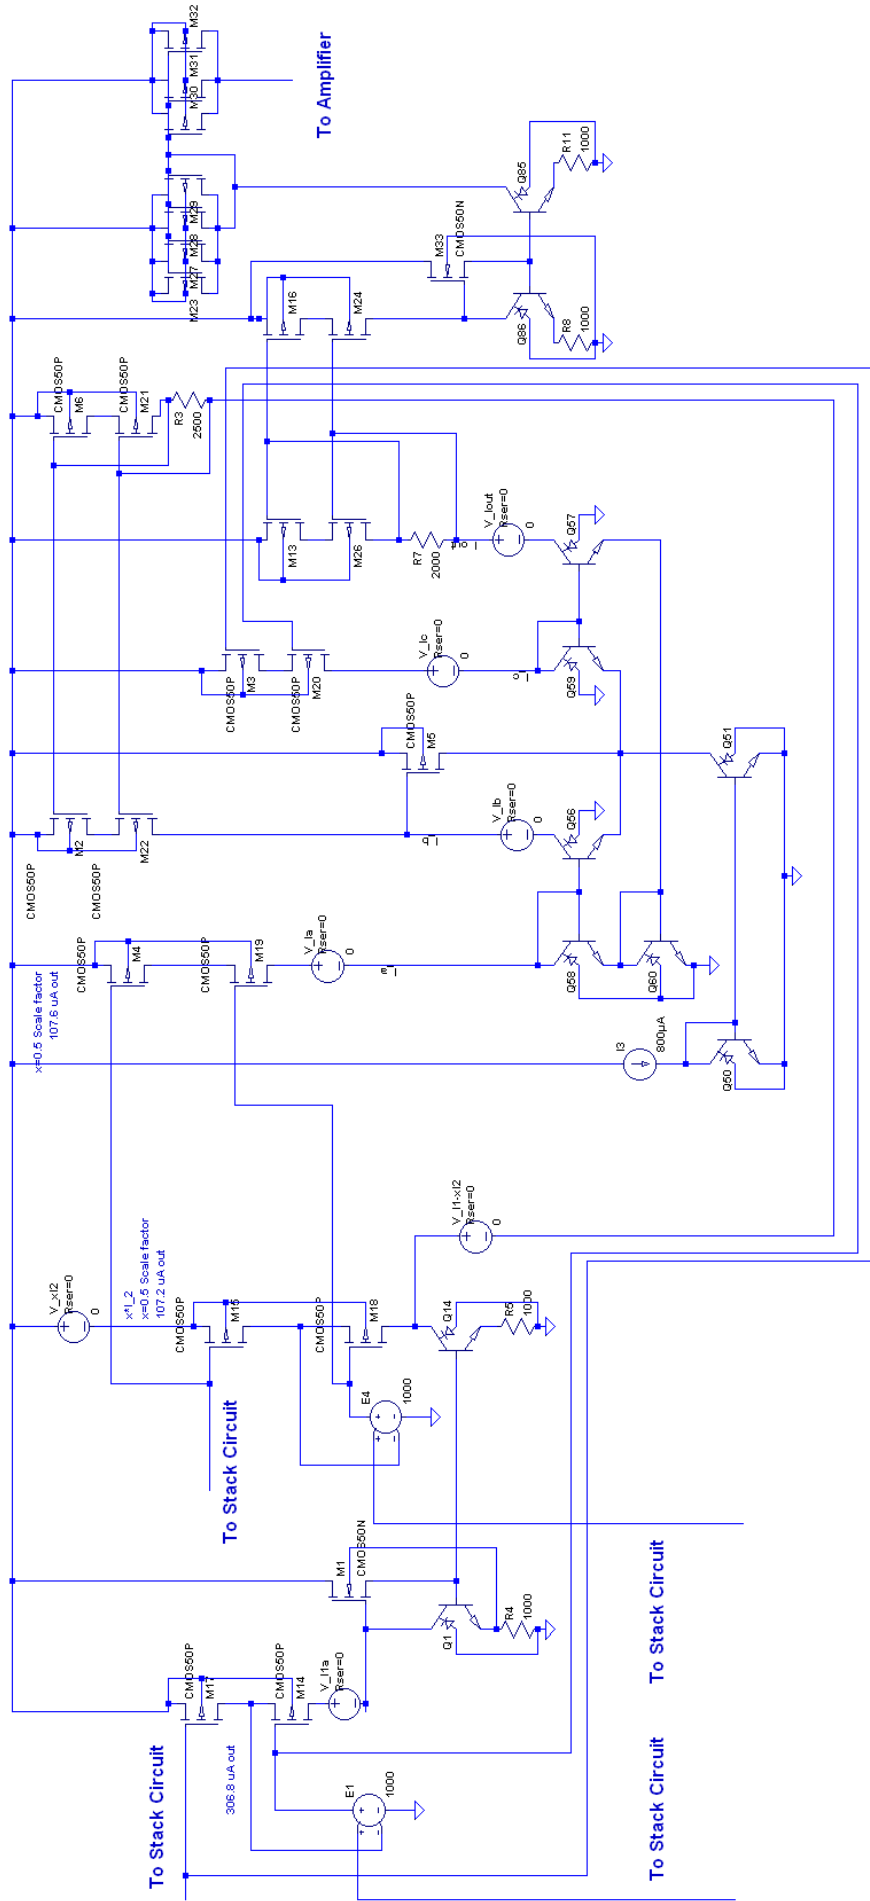 M32
M31
M30
To Amplifier
M29
M28
M27
M23
Q85
R11
1000
M33
CMOS50N
M16
M24
Q86
R8
1000
CMOS50P
M6
CMOS50P
M21
R3
2500
M13
M26
R7
2000
I_out
V_Iout
Rser=0
0
Q57
CMOS50P
M3
CMOS50P
M20
V_Ic
Rser=0
0
I_c
Q59
CMOS50P
M5
Q51
CMOS50P
M2
CMOS50P
M22
I_b
V_Ib
Rser=0
0
Q56
x=0.5 Scale factor
107.6 uA out
CMOS50P
M4
CMOS50P
M19
V_Ia
Rser=0
0
I_a
Q58
Q60
I3
800µA
Q50
V_xI2
Rser=0
0
x*I_2
x=0.5 Scale factor
107.2 uA out
CMOS50P
M15
CMOS50P
M18
V_I1-xI2
Rser=0
0
Q14
R5
1000
E4
1000
To Stack Circuit
M1
CMOS50N
Q1
R4
1000
To Stack Circuit
CMOS50P
M17
CMOS50P
M14
V_I1a
Rser=0
0
306.8 uA out
E1
1000
To Stack Circuit
To Stack Circuit